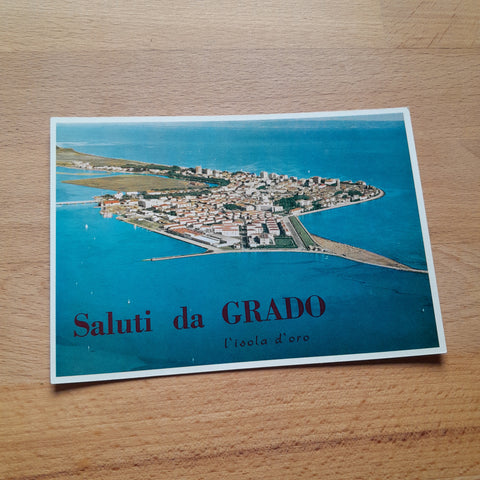 Saluti da GRADO
l'isola d'oro